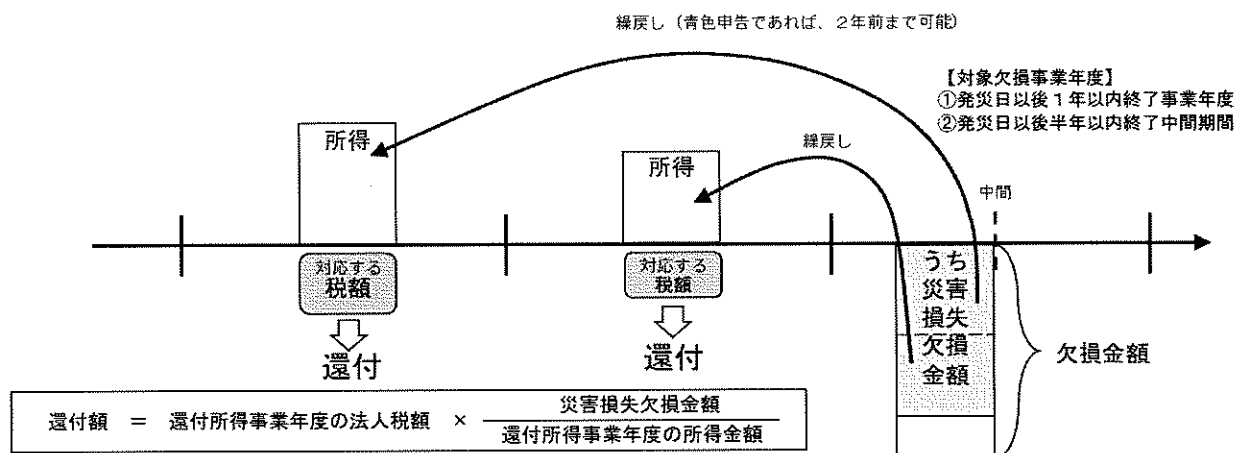 繰戻し（青色申告であれば、２年前まで可能）
【対象欠損事業年度】
①発災日以後１年以内終了事業年度
②発災日以後半年以内終了中間期間
所得
繰戻し
所得
中間
対応する
税額
対応する
税額
うち
災害
損失
欠損
金額
欠損金額
還付
還付
還付額 ＝ 還付所得事業年度の法人税額 × 災害損失欠損金額
還付所得事業年度の所得金額